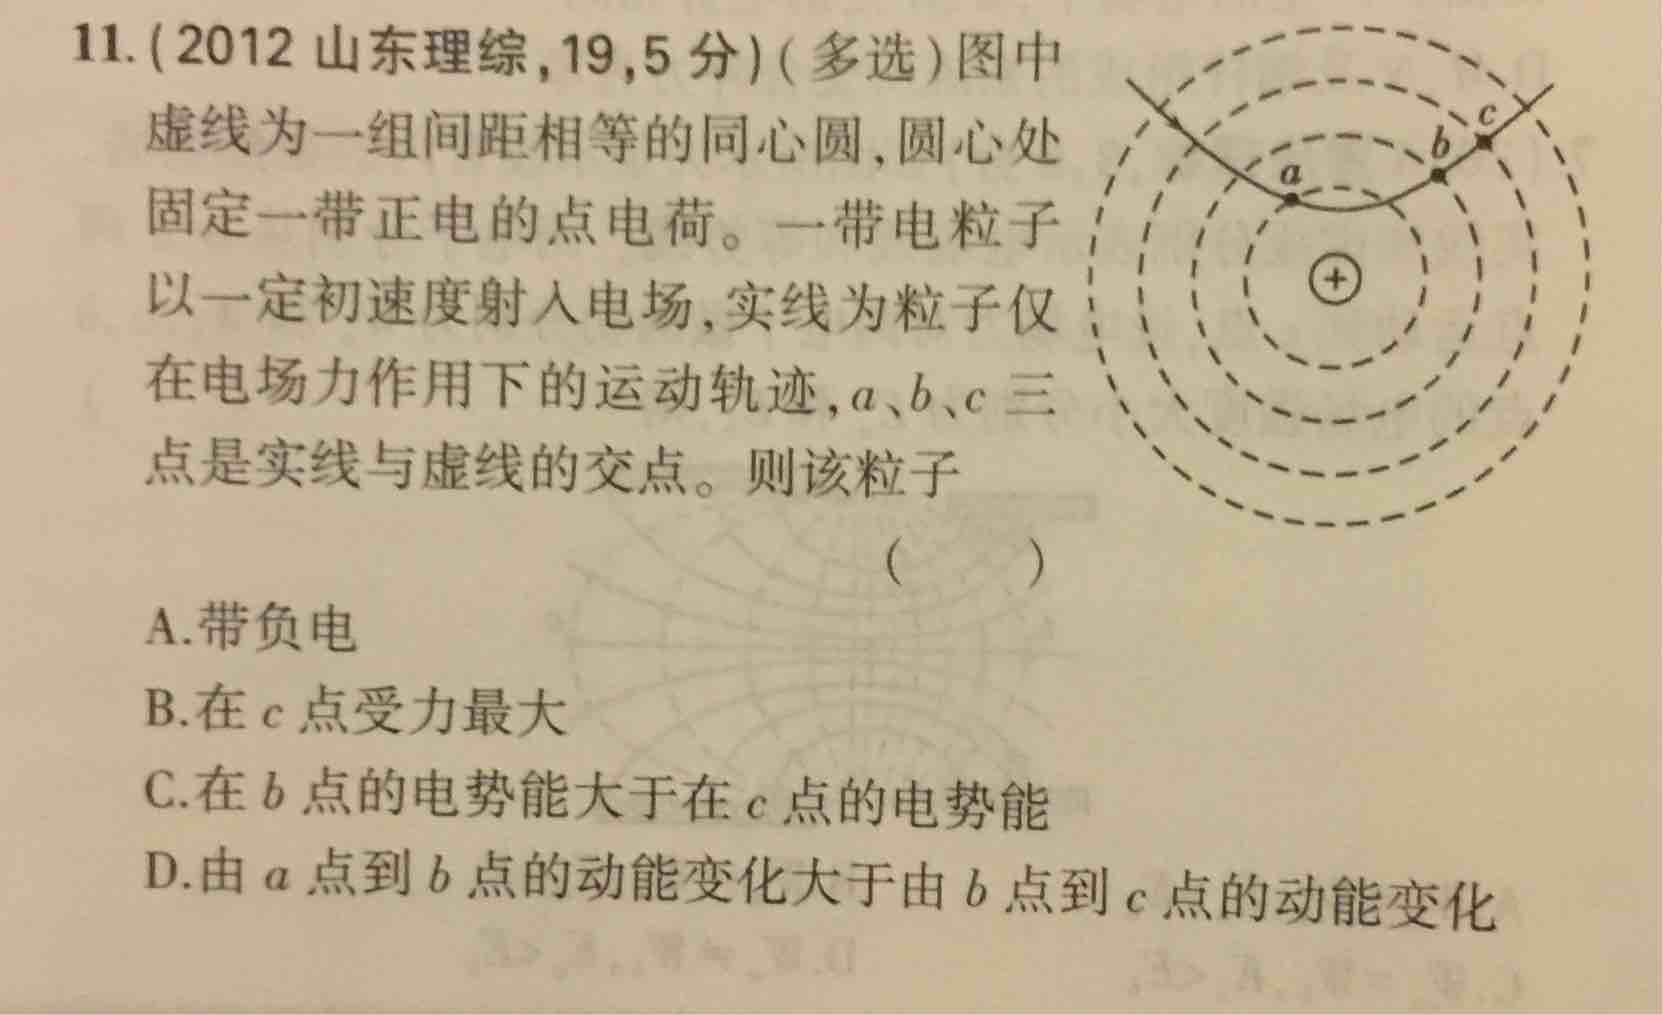 11.(2012 山东理综,19,5 分)(多选)图中
虚线为一组间距相等的同心圆,圆心处
固定一带正电的点电荷。一带电粒子
以一定初速度射入电场,实线为粒子仅
在电场力作用下的运动轨迹,a、b、c 三
点是实线与虚线的交点。则该粒子
( )
A.带负电
B.在 c 点受力最大
C.在 b 点的电势能大于在 c 点的电势能
D.由 a 点到 b 点的动能变化大于由 b 点到 c 点的动能变化
c
b
a
+